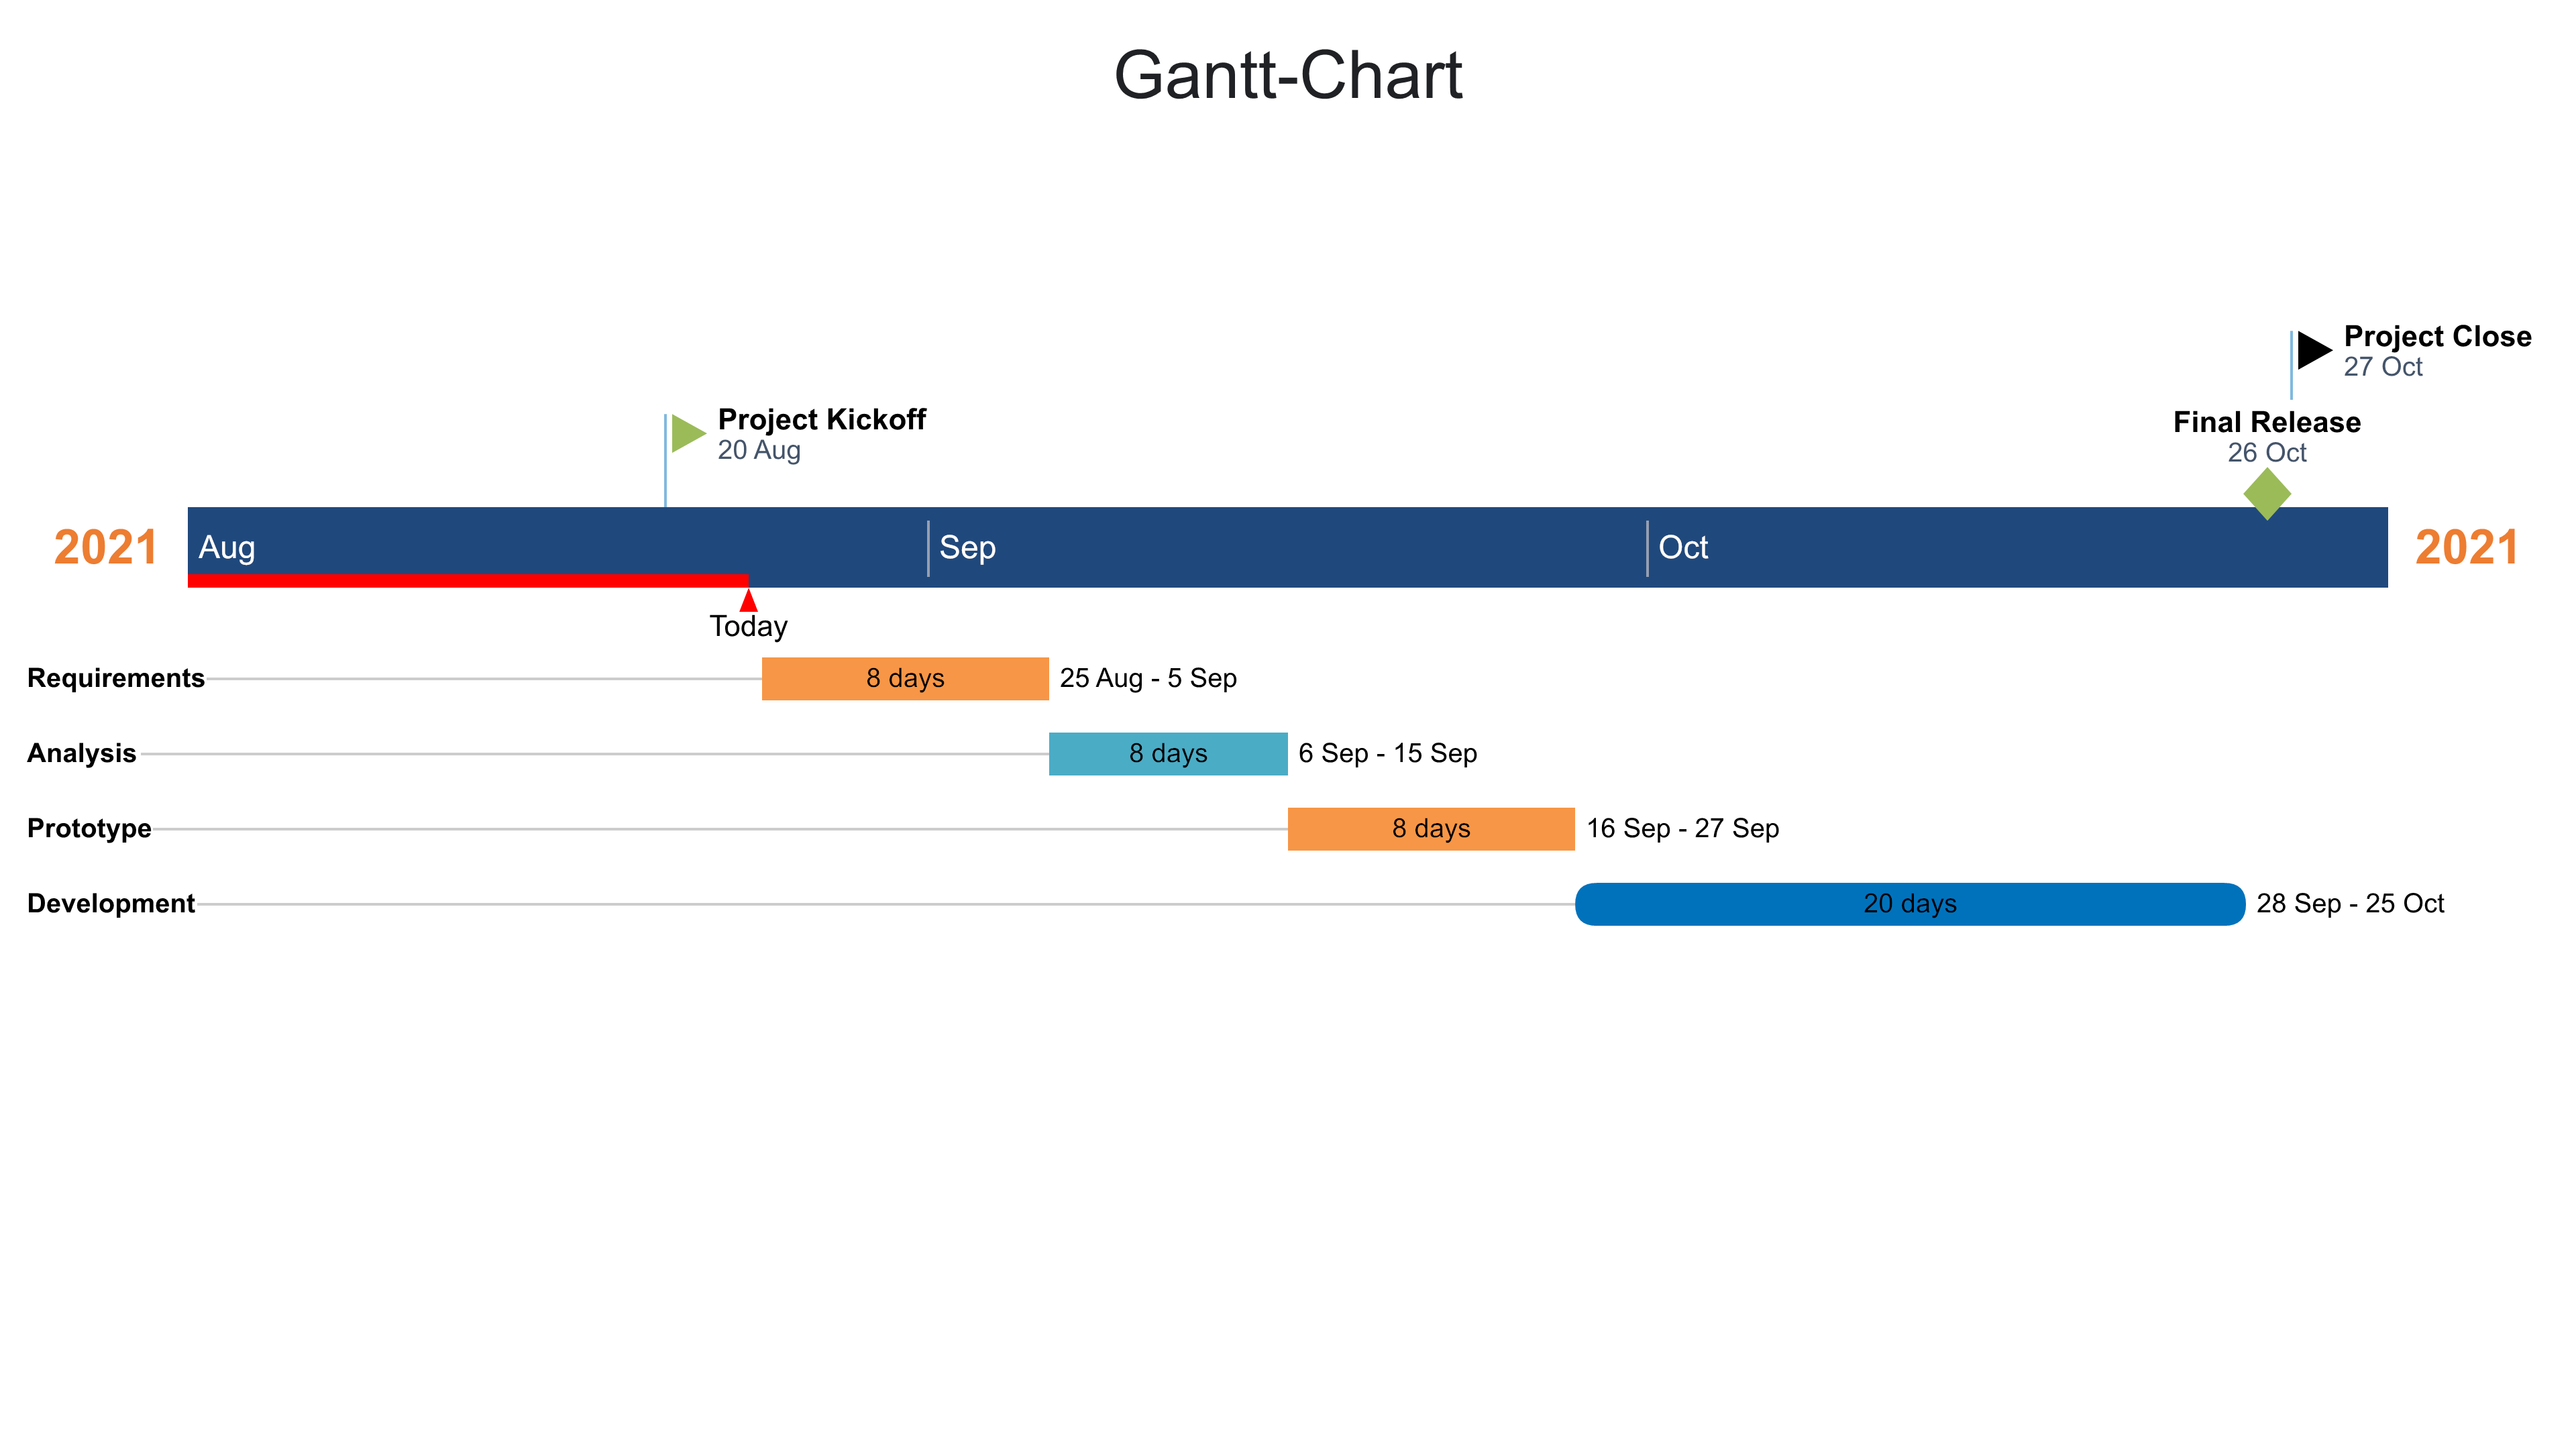 Gantt-Chart
Project Close
27 Oct
Project Kickoff
20 Aug
Final Release
26 Oct
2021 Aug Sep Oct 2021
Today
Requirements 8 days 25 Aug - 5 Sep
Analysis 8 days 6 Sep - 15 Sep
Prototype 8 days 16 Sep - 27 Sep
Development 20 days 28 Sep - 25 Oct